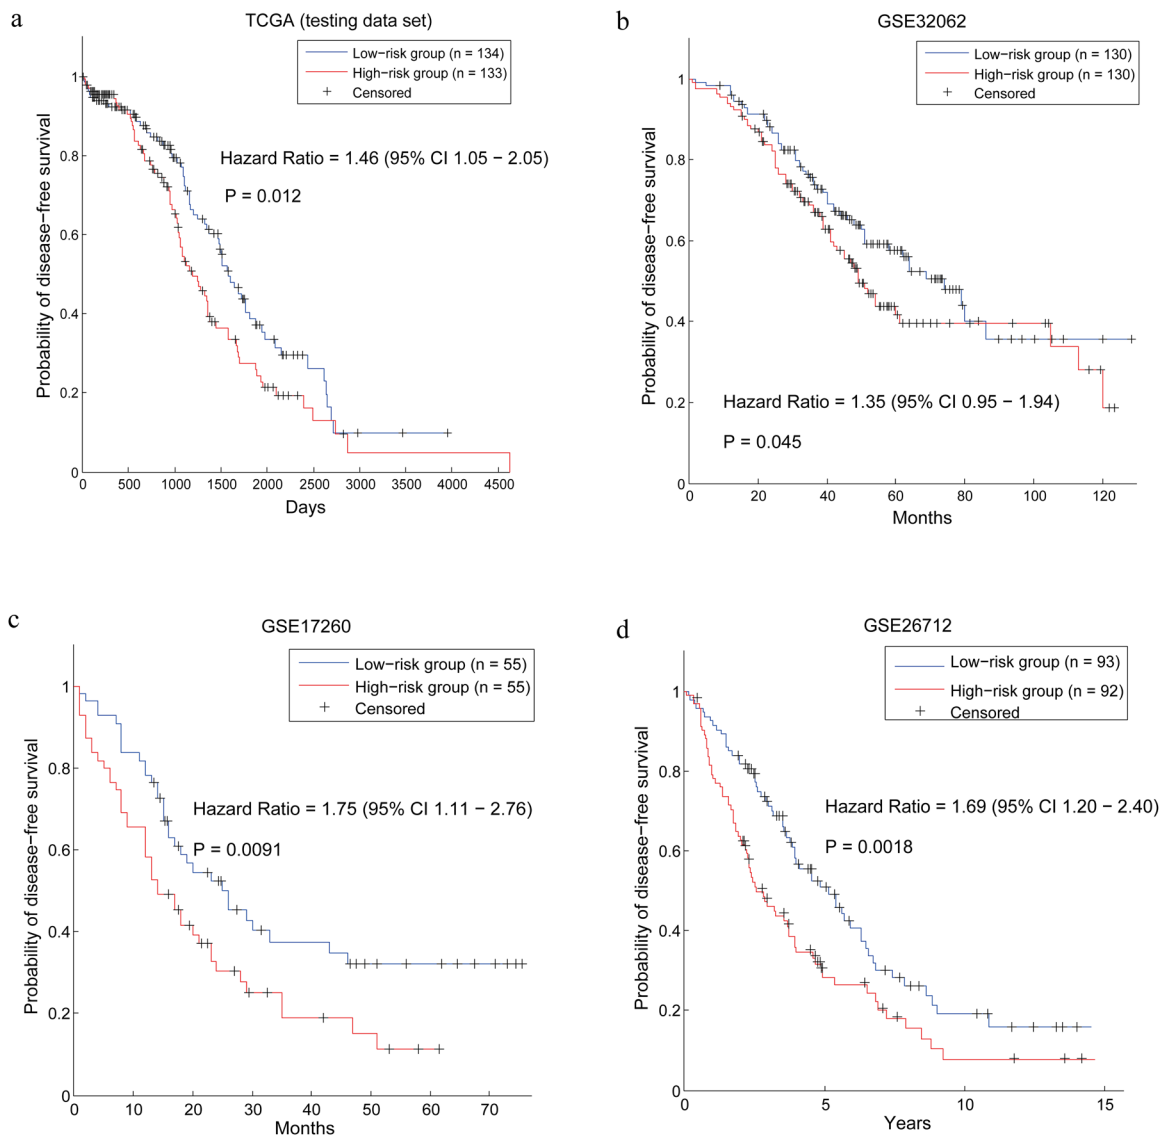 a
TCGA (testing data set)
Low−risk group (n = 134)
High−risk group (n = 133)
Censored
Hazard Ratio = 1.46 (95% CI 1.05 − 2.05)
P = 0.012
Probability of disease−free survival
1
0.8
0.6
0.4
0.2
0
0 500 1000 1500 2000 2500 3000 3500 4000 4500
Days
b
GSE32062
Low−risk group (n = 130)
High−risk group (n = 130)
Censored
Hazard Ratio = 1.35 (95% CI 0.95 − 1.94)
P = 0.045
Probability of disease−free survival
1
0.8
0.6
0.4
0.2
0
0 20 40 60 80 100 120
Months
c
GSE17260
Low−risk group (n = 55)
High−risk group (n = 55)
Censored
Hazard Ratio = 1.75 (95% CI 1.11 − 2.76)
P = 0.0091
Probability of disease−free survival
1
0.8
0.6
0.4
0.2
0
0 10 20 30 40 50 60 70
Months
d
GSE26712
Low−risk group (n = 93)
High−risk group (n = 92)
Censored
Hazard Ratio = 1.69 (95% CI 1.20 − 2.40)
P = 0.0018
Probability of disease−free survival
1
0.8
0.6
0.4
0.2
0
0 5 10 15
Years